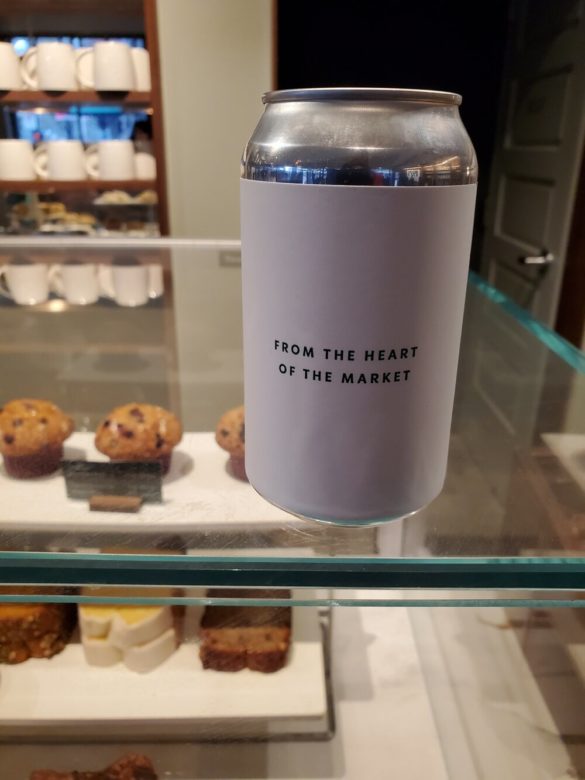 FROM THE HEART
OF THE MARKET